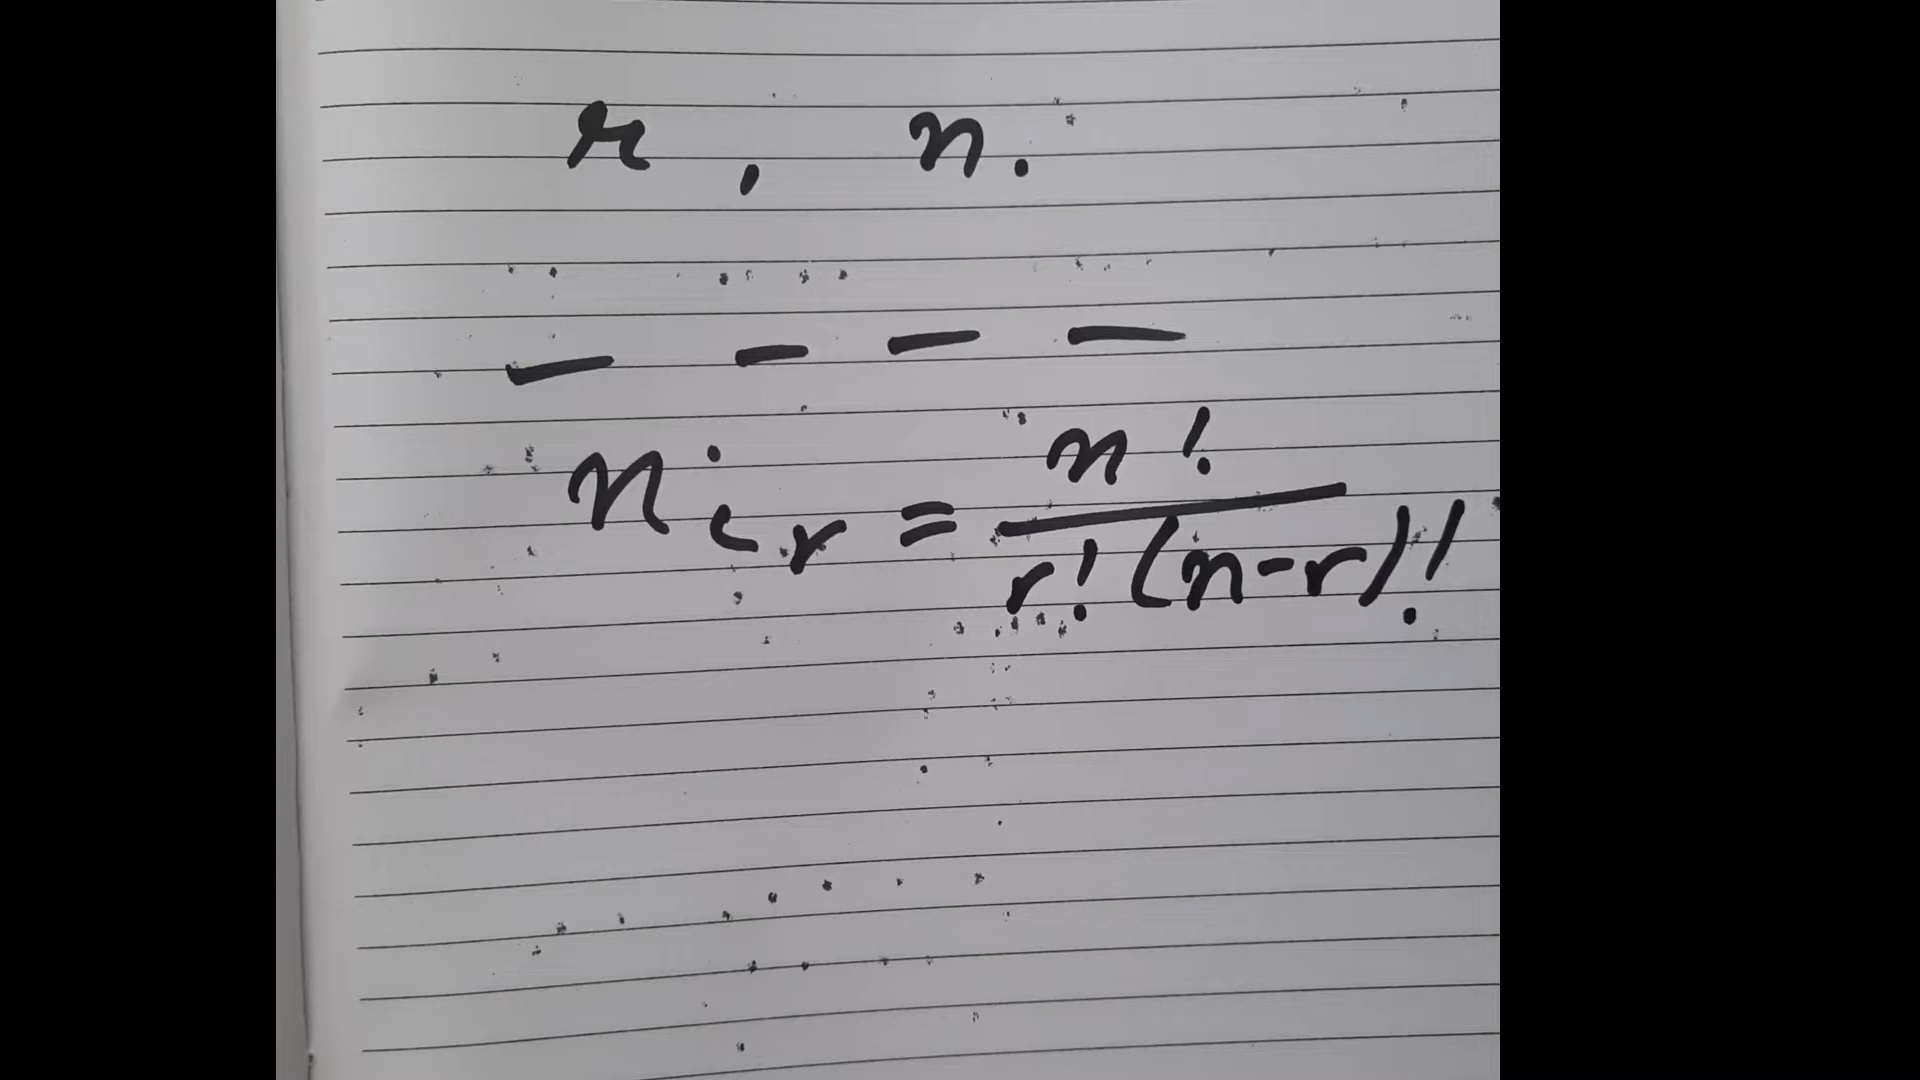 r, n.
— — — —
ncr = n! / r!(n-r)!